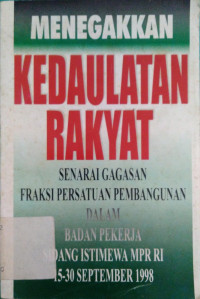 MENEGAKKAN
KEDAULATAN
RAKYAT
SENARAI GAGASAN
FRAKSI PERSATUAN PEMBANGUNAN
DALAM
BADAN PEKERJA
SIDANG ISTIMEWA MPR RI
15-30 SEPTEMBER 1998